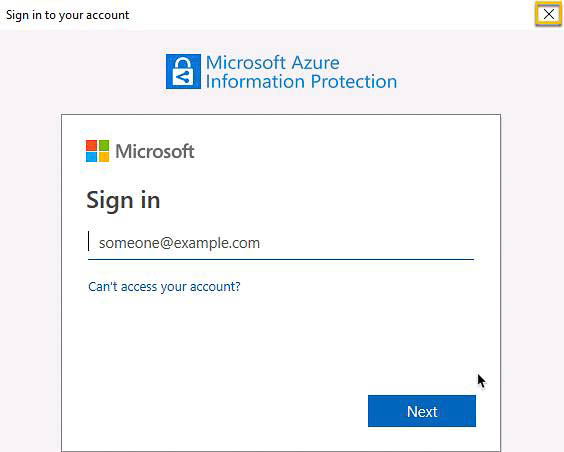 Sign in to your account
Microsoft Azure
Information Protection
Microsoft
Sign in
someone@example.com
Can't access your account?
Next